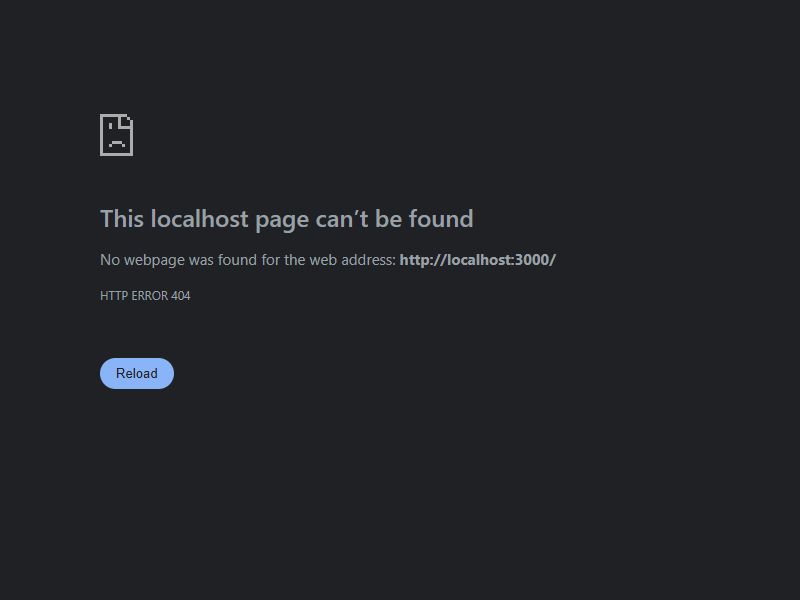 This localhost page can’t be found
No webpage was found for the web address: http://localhost:3000/
HTTP ERROR 404
Reload